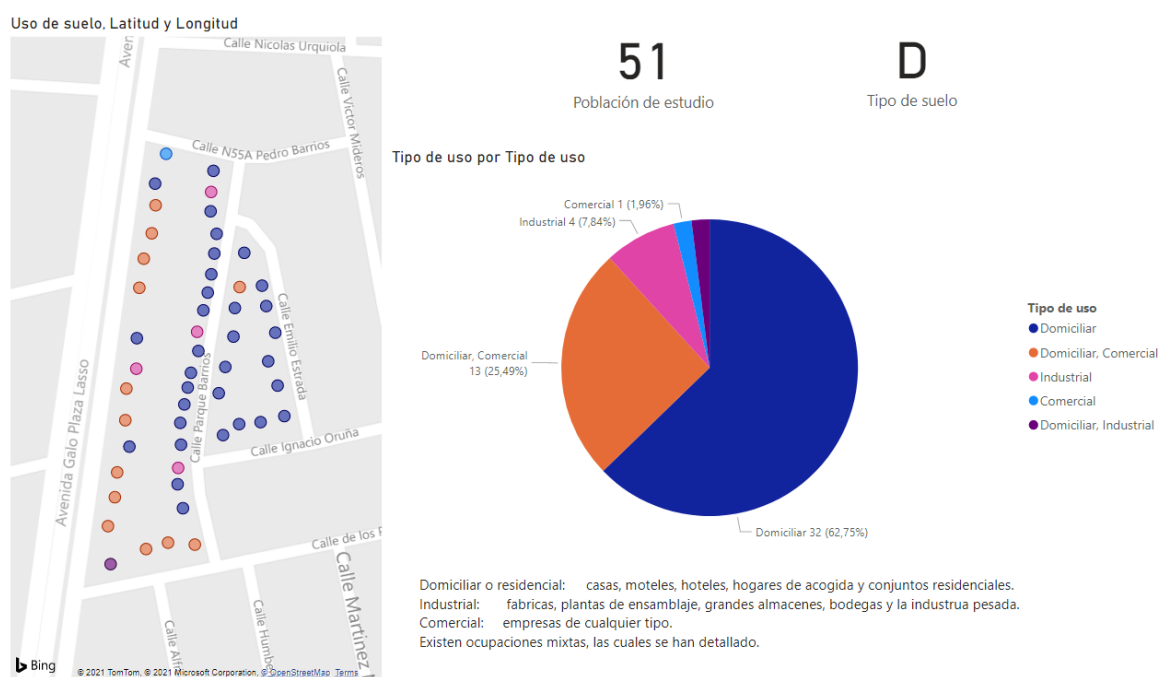 Uso de suelo, Latitud y Longitud
Aven
Calle Nicolas Urquiola
Calle Victor Mideros
Calle N55A Pedro Barrios
Calle Emilio Estrada
Calle Parque Barrios
Avenida Galo Plaza Lasso
Calle Ignacio Oruña
Calle de los
Calle Martinez
Calle Humbe
Calle Alfr
Bing
© 2021 TomTom, © 2021 Microsoft Corporation, © OpenStreetMap Terms
51
Población de estudio
D
Tipo de suelo
Tipo de uso por Tipo de uso
Comercial 1 (1,96%)
Industrial 4 (7,84%)
Domiciliar, Comercial
13 (25,49%)
Domiciliar 32 (62,75%)
Tipo de uso
Domiciliar
Domiciliar, Comercial
Industrial
Comercial
Domiciliar, Industrial
Domiciliar o residencial: casas, moteles, hoteles, hogares de acogida y conjuntos residenciales.
Industrial: fabricas, plantas de ensamblaje, grandes almacenes, bodegas y la industrua pesada.
Comercial: empresas de cualquier tipo.
Existen ocupaciones mixtas, las cuales se han detallado.